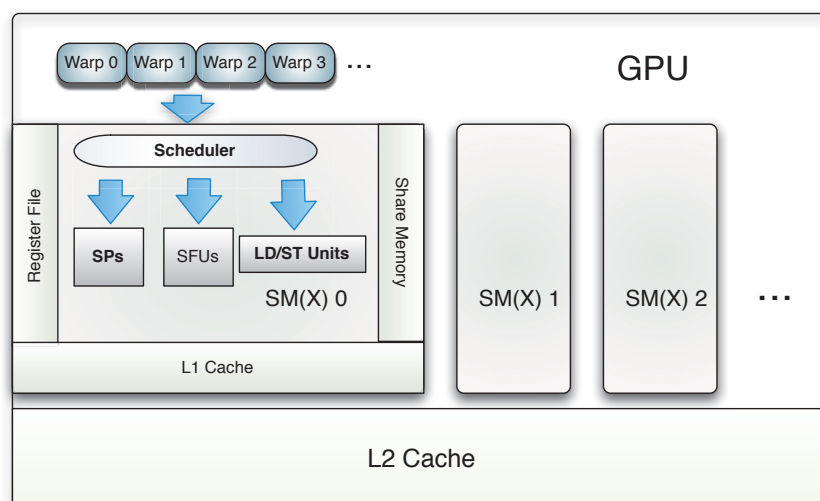 Warp 0 Warp 1 Warp 2 Warp 3 ...
GPU
Scheduler
Register File
Share Memory
SPs
SFUs
LD/ST Units
SM(X) 0
SM(X) 1
SM(X) 2
...
L1 Cache
L2 Cache